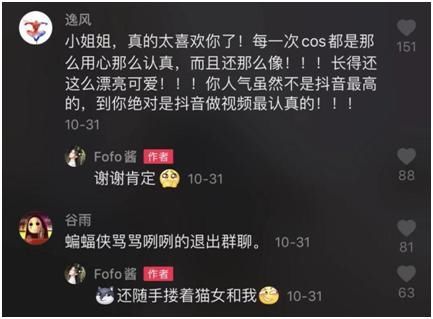 逸风
小姐姐，真的太喜欢你了！每一次cos都是那
么用心那么认真，而且还那么像！！！长得还
这么漂亮可爱！！！你人气虽然不是抖音最高
的，到你绝对是抖音做视频最认真的！！！
151
10-31
Fofo酱 作者
谢谢肯定 10-31
88
谷雨
蝙蝠侠骂骂咧咧的退出群聊。 10-31
81
Fofo酱 作者
还随手搂着猫女和我 10-31
63